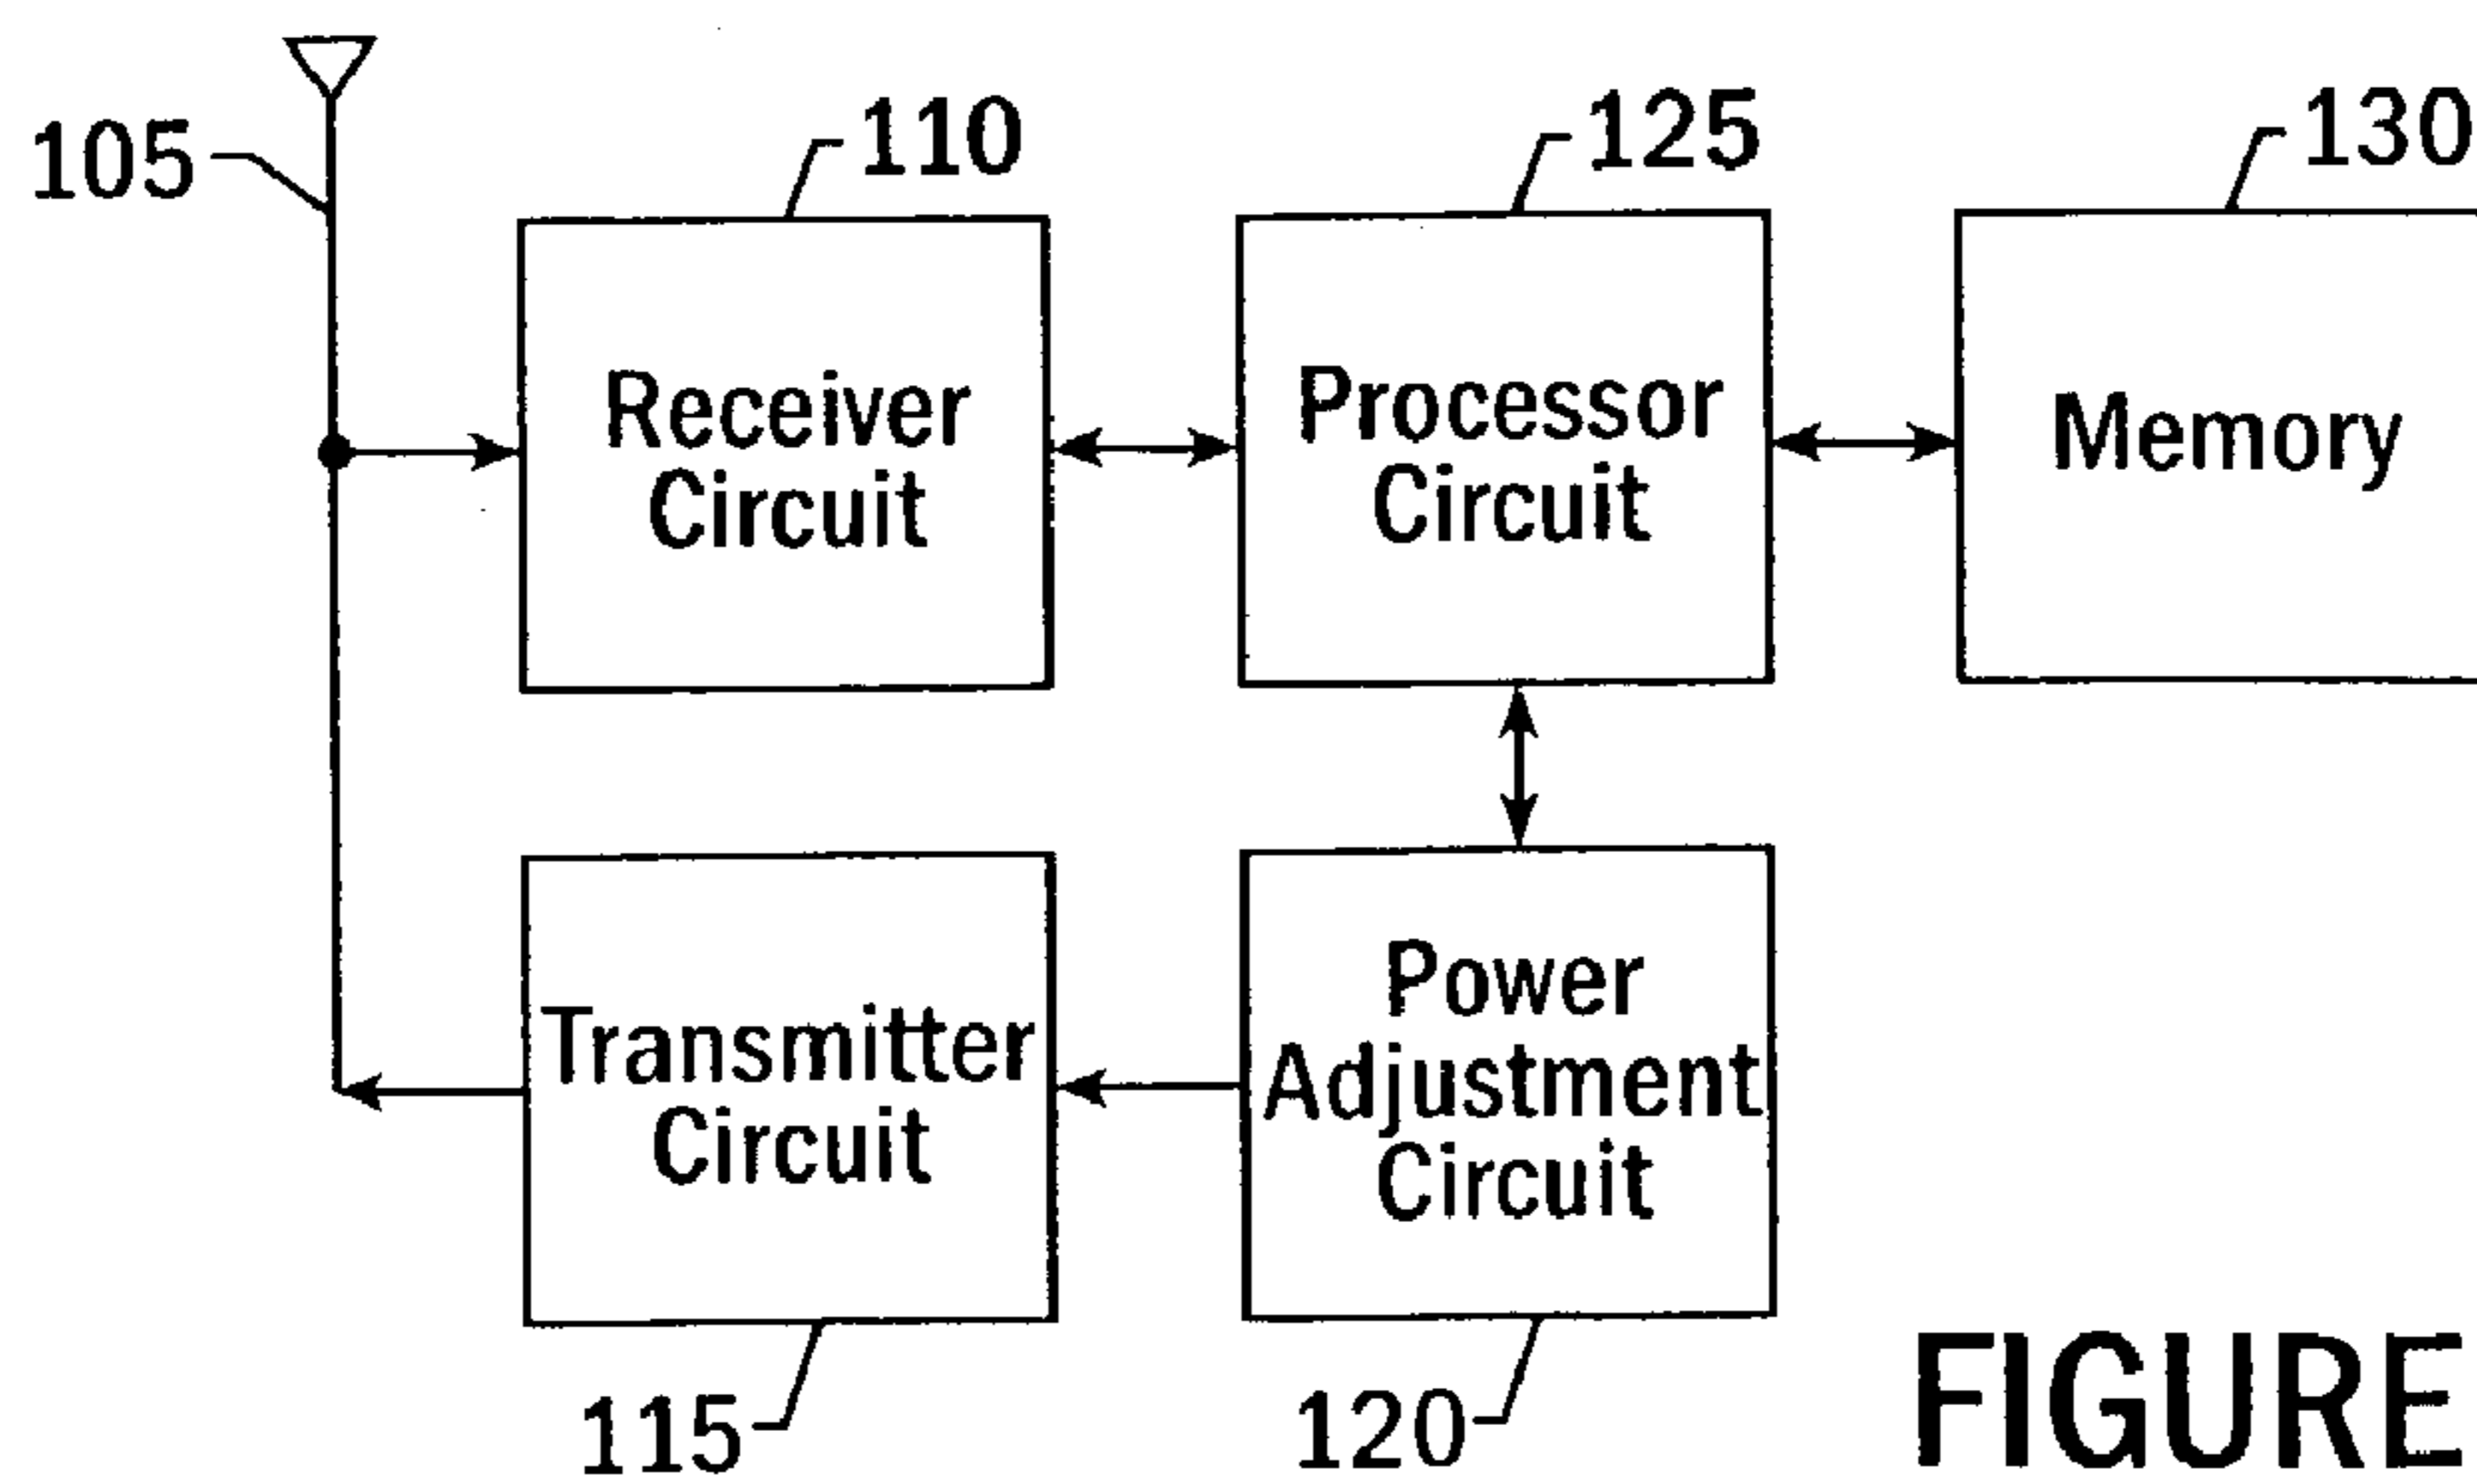 105
110
125
130
Receiver
Circuit
Processor
Circuit
Memory
Transmitter
Circuit
Power
Adjustment
Circuit
115
120
FIGURE